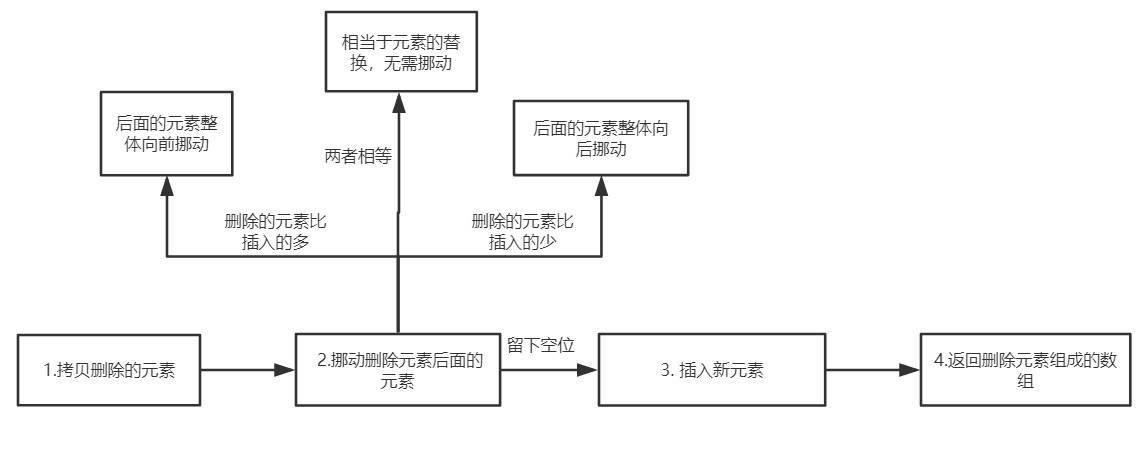 相当于元素的替
换，无需挪动
后面的元素整
体向前挪动
后面的元素整体向
后挪动
两者相等
删除的元素比
插入的多
删除的元素比
插入的少
1.拷贝删除的元素
2.挪动删除元素后面的
元素
留下空位
3. 插入新元素
4.返回删除元素组成的数
组